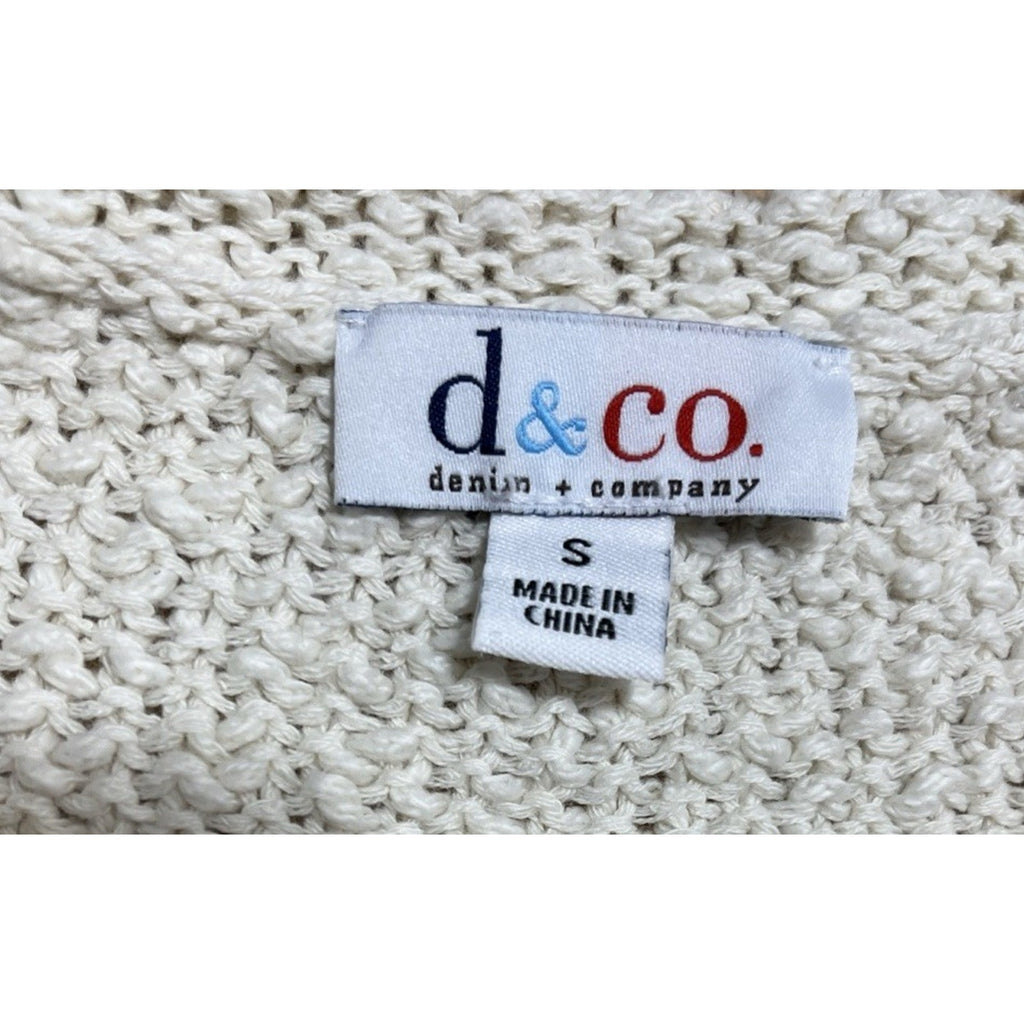 d&co.
denim + company
S
MADE IN
CHINA